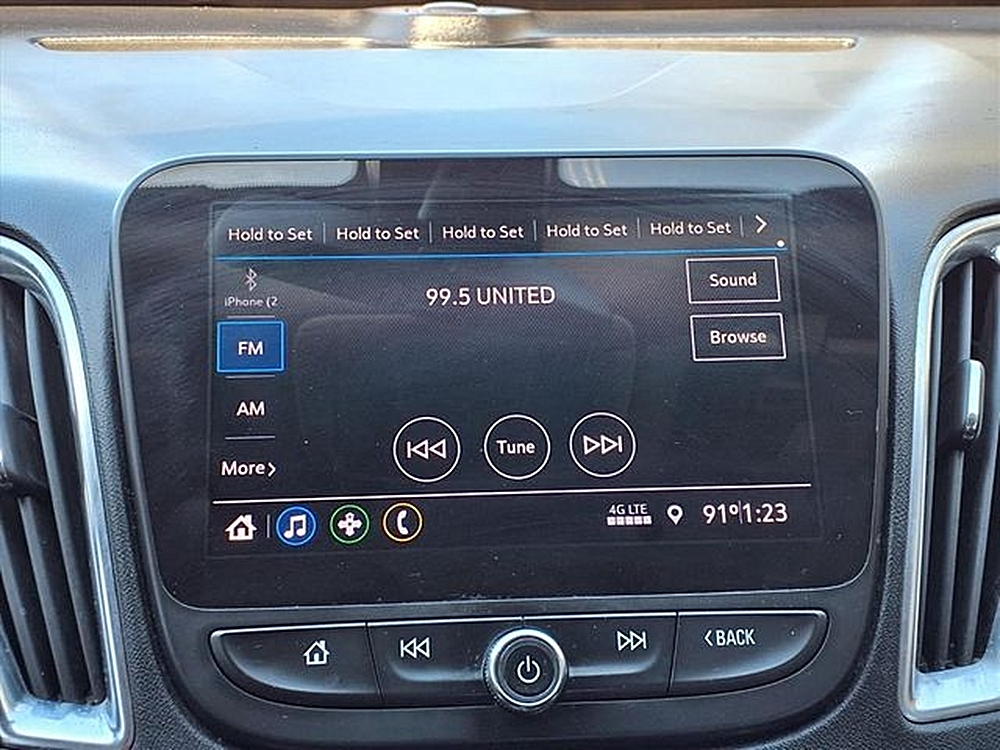 Hold to Set Hold to Set Hold to Set Hold to Set Hold to Set
iPhone (2
99.5 UNITED
Sound
FM
Browse
AM
Tune
More
4G LTE
91° 1:23
BACK